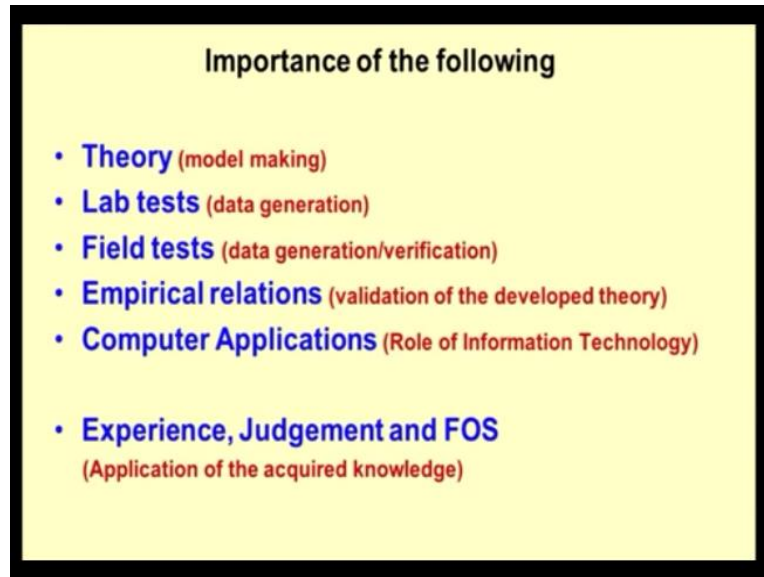 Importance of the following
• Theory (model making)
• Lab tests (data generation)
• Field tests (data generation/verification)
• Empirical relations (validation of the developed theory)
• Computer Applications (Role of Information Technology)
• Experience, Judgement and FOS
(Application of the acquired knowledge)